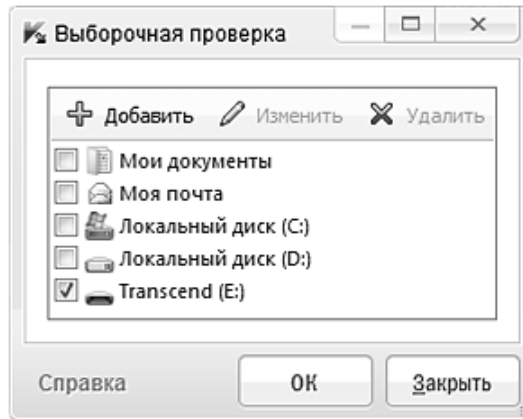 Выборочная проверка
Добавить Изменить Удалить
Мои документы
Моя почта
Локальный диск (C:)
Локальный диск (D:)
Transcend (E:)
Справка ОК Закрыть